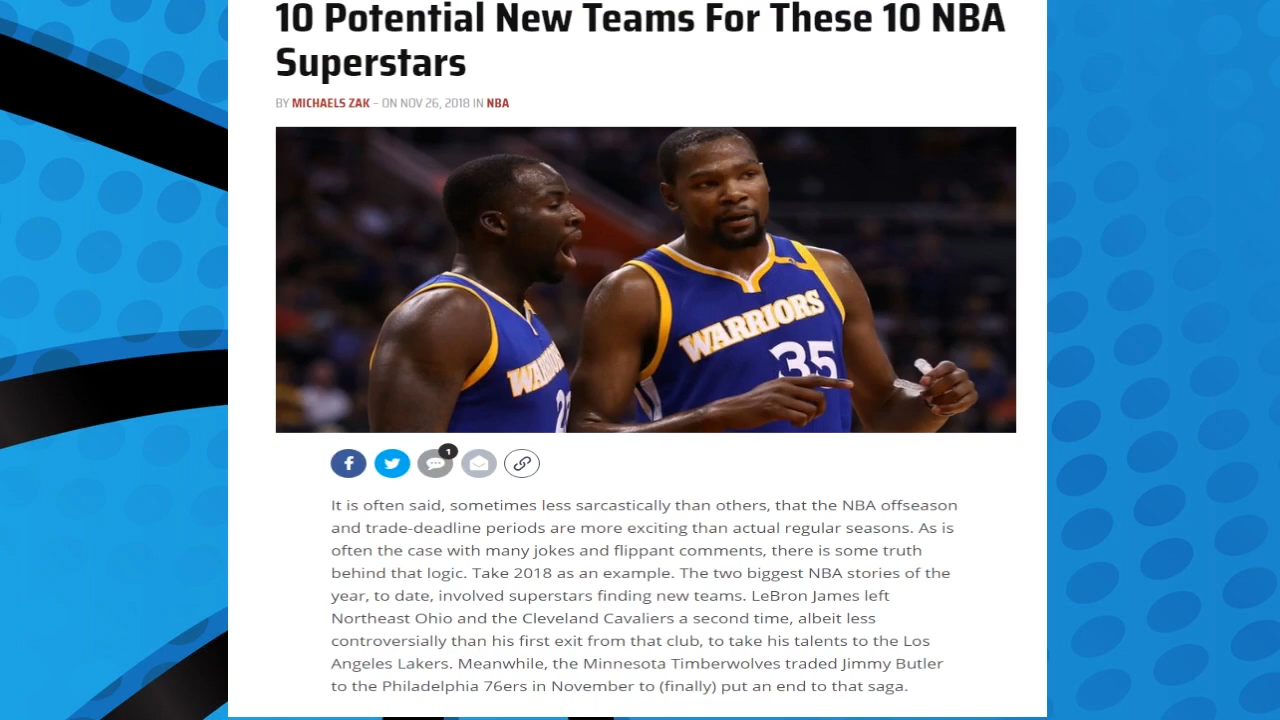 10 Potential New Teams For These 10 NBA
Superstars
BY MICHAELS ZAK – ON NOV 26, 2018 IN NBA
WARRIORS
35
1
It is often said, sometimes less sarcastically than others, that the NBA offseason
and trade-deadline periods are more exciting than actual regular seasons. As is
often the case with many jokes and flippant comments, there is some truth
behind that logic. Take 2018 as an example. The two biggest NBA stories of the
year, to date, involved superstars finding new teams. LeBron James left
Northeast Ohio and the Cleveland Cavaliers a second time, albeit less
controversially than his first exit from that club, to take his talents to the Los
Angeles Lakers. Meanwhile, the Minnesota Timberwolves traded Jimmy Butler
to the Philadelphia 76ers in November to (finally) put an end to that saga.